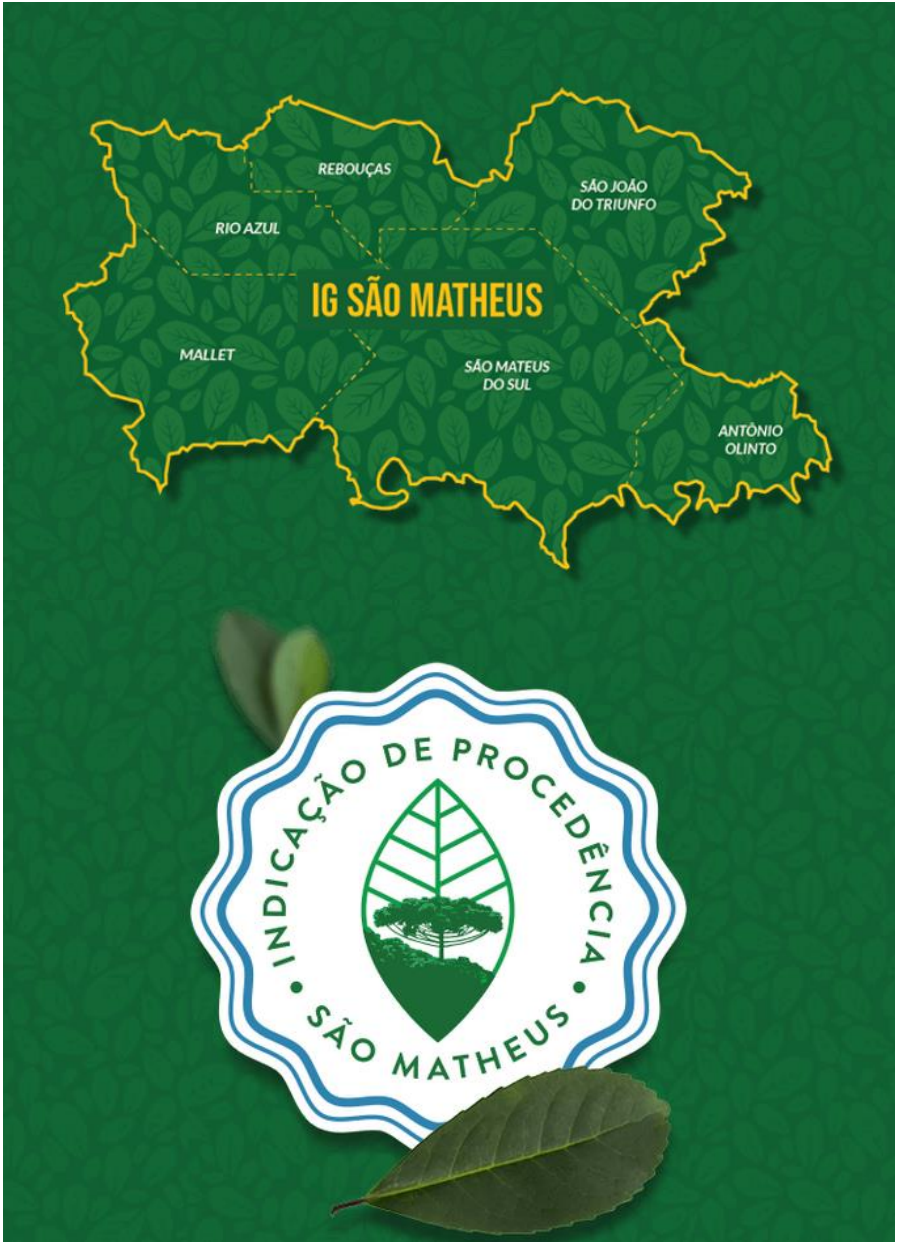 REBOUÇAS
SÃO JOÃO
DO TRIUNFO
RIO AZUL
IG SÃO MATHEUS
MALLET
SÃO MATEUS
DO SUL
ANTÔNIO
OLINTO
INDICAÇÃO DE PROCEDÊNCIA
• SÃO MATHEUS •